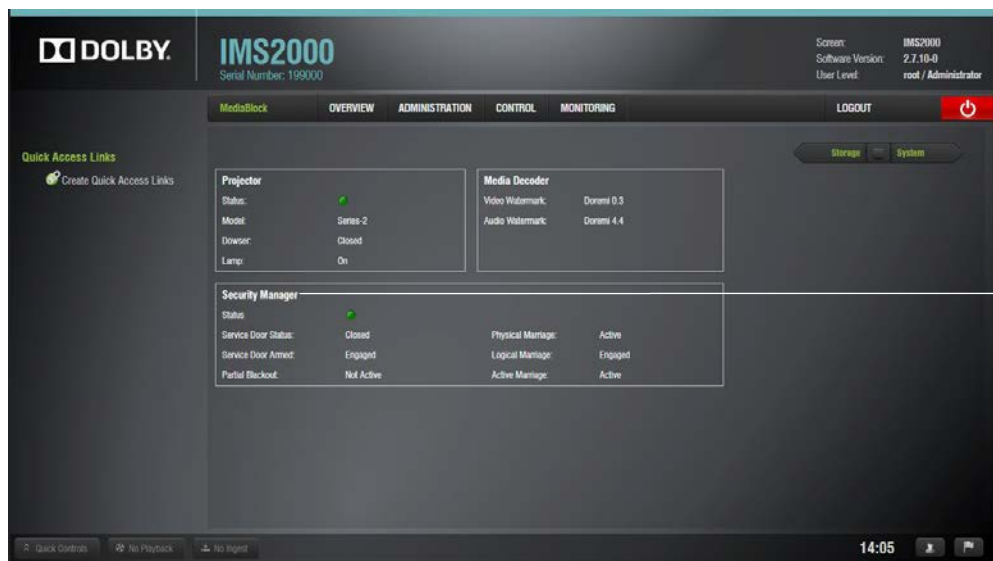 DOLBY.
IMS2000
Serial Number: 199000
Screen: IMS2000
Software Version: 2.7.10-0
User Level: root / Administrator
MediaBlock OVERVIEW ADMINISTRATION CONTROL MONITORING LOGOUT
Storage System
Quick Access Links
Create Quick Access Links
Projector
Status:
Model: Series-2
Dowser: Closed
Lamp: On
Media Decoder
Video Watermark: Doremi 0.3
Audio Watermark: Doremi 4.4
Security Manager
Status
Service Door Status: Closed Physical Marriage: Active
Service Door Armed: Engaged Logical Marriage: Engaged
Partial Blackout: Not Active Active Marriage: Active
Quick Controls No Playback No Ingest 14:05